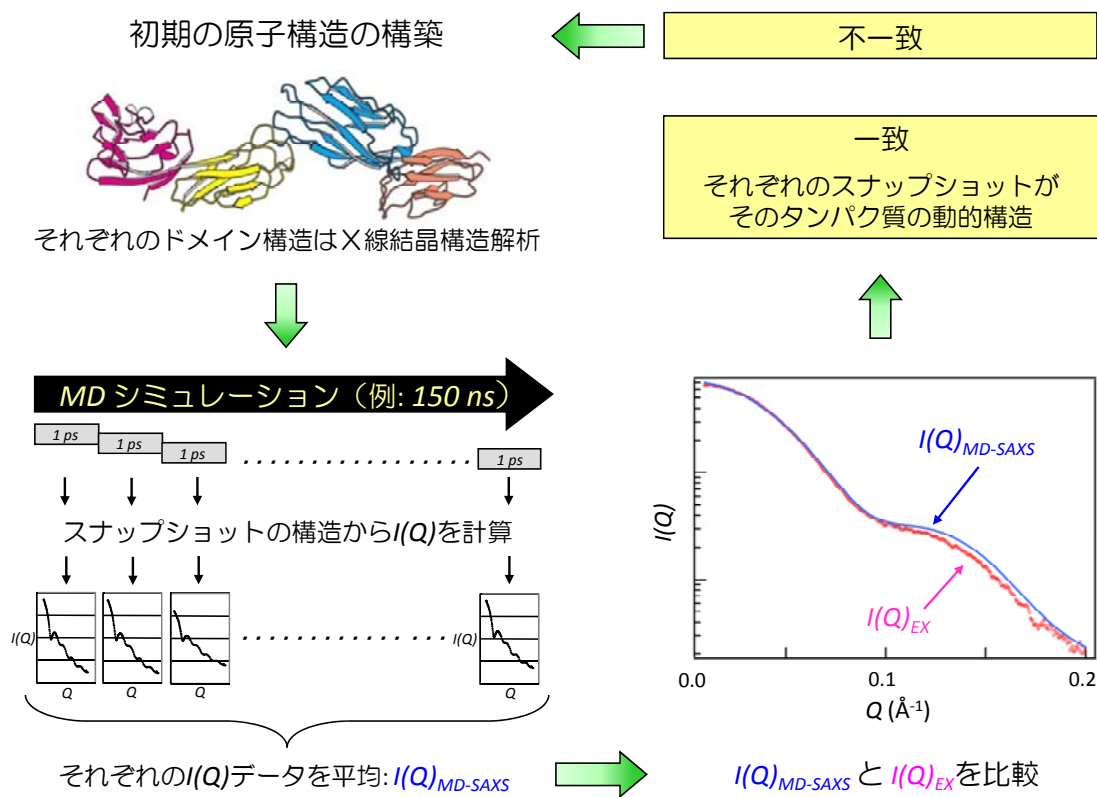 初期の原子構造の構築
それぞれのドメイン構造はX線結晶構造解析
MD シミュレーション（例: 150 ns）
1 ps
1 ps
1 ps
1 ps
スナップショットの構造からI(Q)を計算
I(Q)
I(Q)
Q
Q
Q
Q
それぞれのI(Q)データを平均: I(Q)MD-SAXS
I(Q)MD-SAXS と I(Q)EXを比較
I(Q)
I(Q)MD-SAXS
I(Q)EX
0.0
0.1
0.2
Q (Å-1)
一致
それぞれのスナップショットが
そのタンパク質の動的構造
不一致